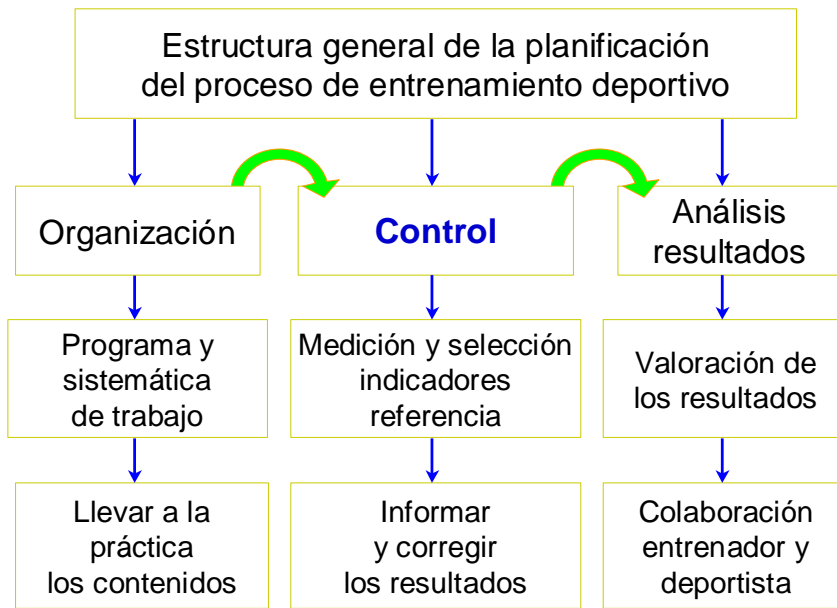 Estructura general de la planificación
del proceso de entrenamiento deportivo
Organización
Control
Análisis
resultados
Programa y
sistemática
de trabajo
Medición y selección
indicadores
referencia
Valoración de
los resultados
Llevar a la
práctica
los contenidos
Informar
y corregir
los resultados
Colaboración
entrenador y
deportista